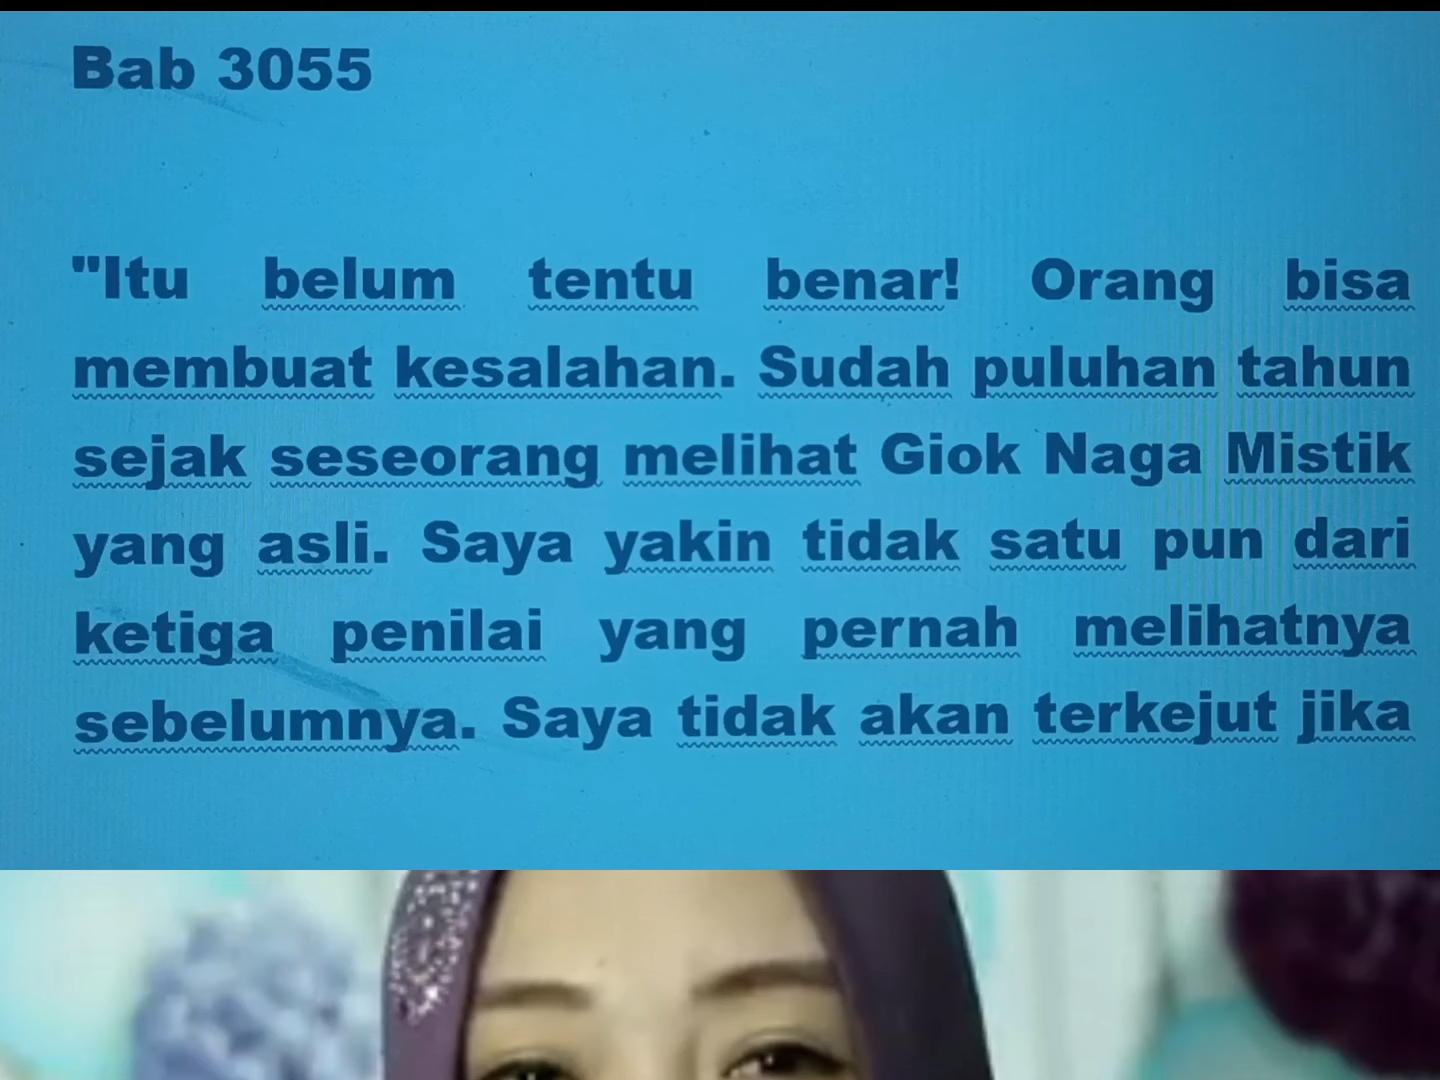 Bab 3055
"Itu belum tentu benar! Orang bisa
membuat kesalahan. Sudah puluhan tahun
sejak seseorang melihat Giok Naga Mistik
yang asli. Saya yakin tidak satu pun dari
ketiga penilai yang pernah melihatnya
sebelumnya. Saya tidak akan terkejut jika